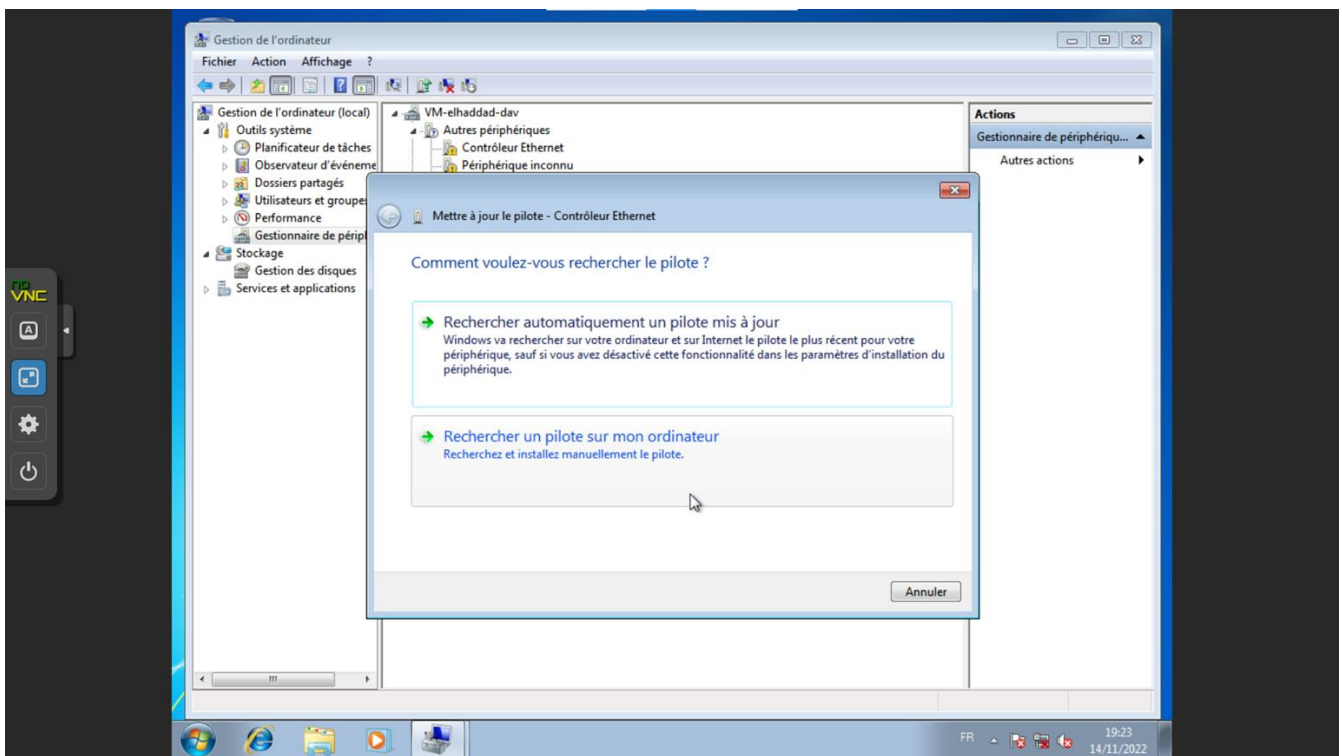 Gestion de l'ordinateur
Fichier Action Affichage ?
Gestion de l'ordinateur (local)
Outils système
Planificateur de tâches
Observateur d'événeme
Dossiers partagés
Utilisateurs et groupes
Performance
Gestionnaire de périph
Stockage
Gestion des disques
Services et applications
VM-elhaddad-dav
Autres périphériques
Contrôleur Ethernet
Périphérique inconnu
Actions
Gestionnaire de périphériqu...
Autres actions
Mettre à jour le pilote - Contrôleur Ethernet
Comment voulez-vous rechercher le pilote ?
Rechercher automatiquement un pilote mis à jour
Windows va rechercher sur votre ordinateur et sur Internet le pilote le plus récent pour votre
périphérique, sauf si vous avez désactivé cette fonctionnalité dans les paramètres d'installation du
périphérique.
Rechercher un pilote sur mon ordinateur
Recherchez et installez manuellement le pilote.
Annuler
noVNC
A
FR
19:23
14/11/2022